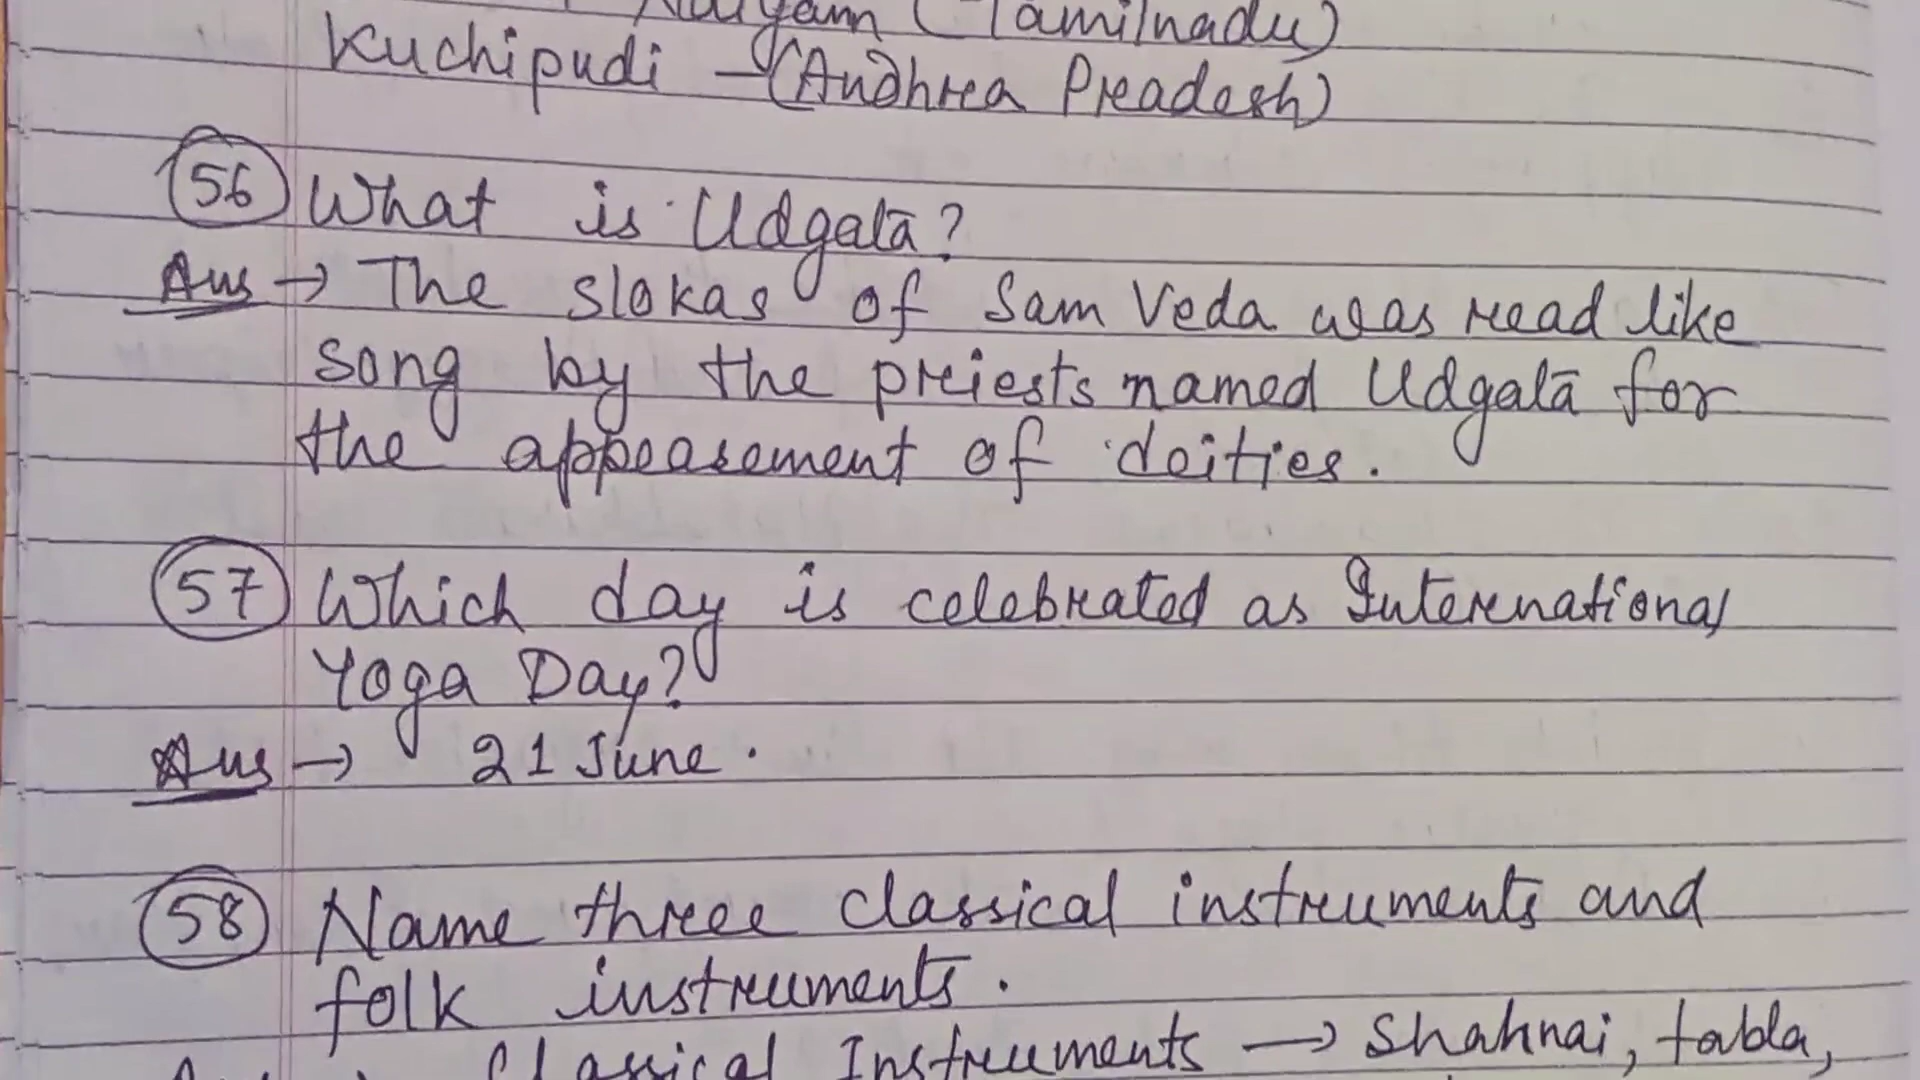 Natyam (Tamilnadu)
Kuchipudi - (Andhra Pradesh)
56 What is Udgatā?
Ans → The slokas of Sam Veda was read like
song by the priests named Udgatā for
the appeasement of deities.
57 Which day is celebrated as International
Yoga Day?
Ans → 21 June.
58 Name three classical instruments and
folk instruments.
Classical Instruments → Shahnai, tabla,